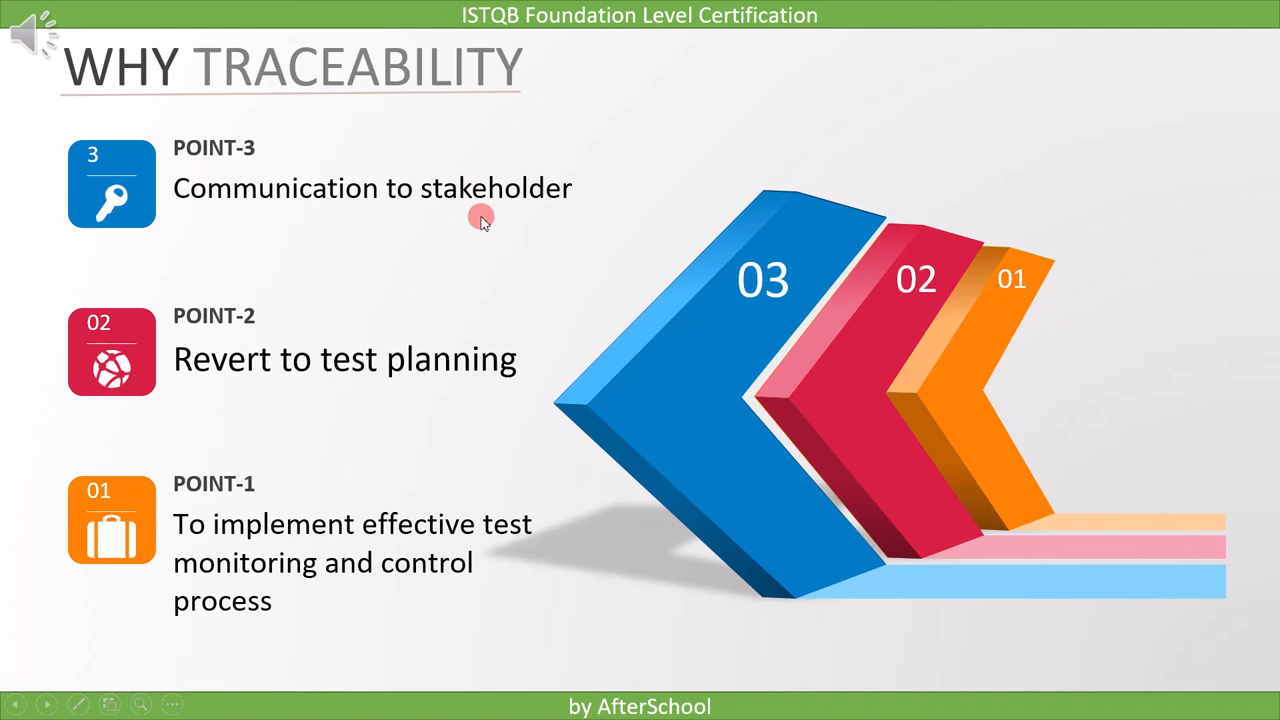 ISTQB Foundation Level Certification
WHY TRACEABILITY
3
POINT-3
Communication to stakeholder
02
POINT-2
Revert to test planning
01
POINT-1
To implement effective test
monitoring and control
process
03
02
01
by AfterSchool